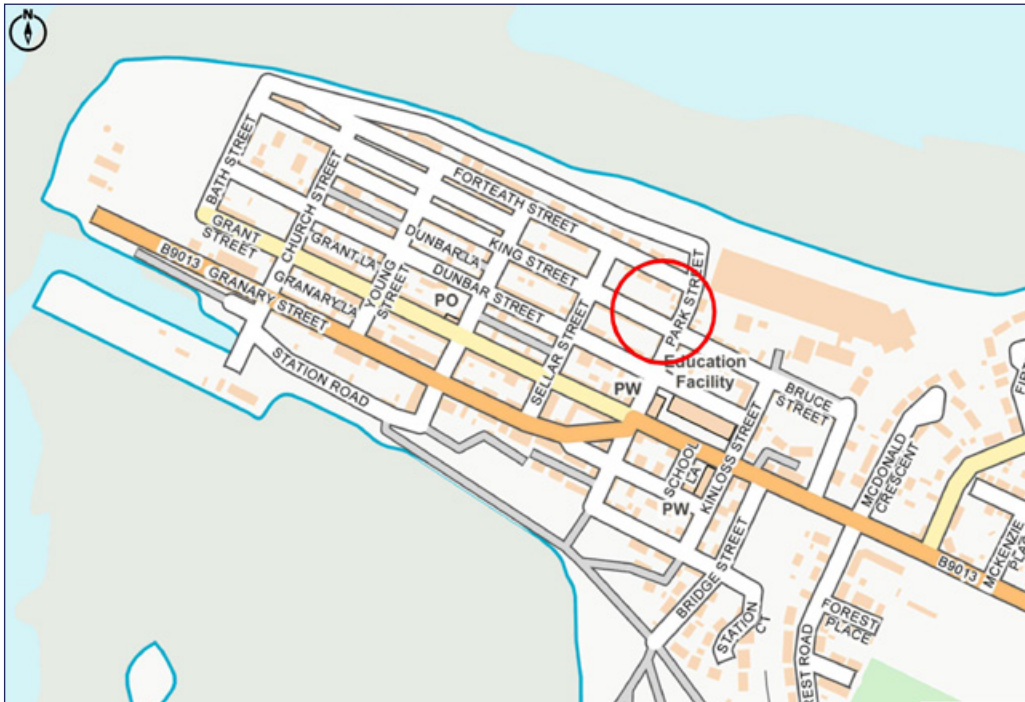 N
BATH STREET
CHURCH STREET
FORTEATH STREET
GRANT
STREET
GRANT LA
DUNBAR LA
KING STREET
DUNBAR STREET
B9013
GRANARY LA
GRANARY STREET
YOUNG
STREET
PO
SELLAR STREET
PARK STREET
Education
Facility
PW
BRUCE
STREET
STATION ROAD
SCHOOL
LA
KINLOSS STREET
MCDONALD
CRESCENT
PW
BRIDGE STREET
B9013
STATION
CT
FOREST
PLACE